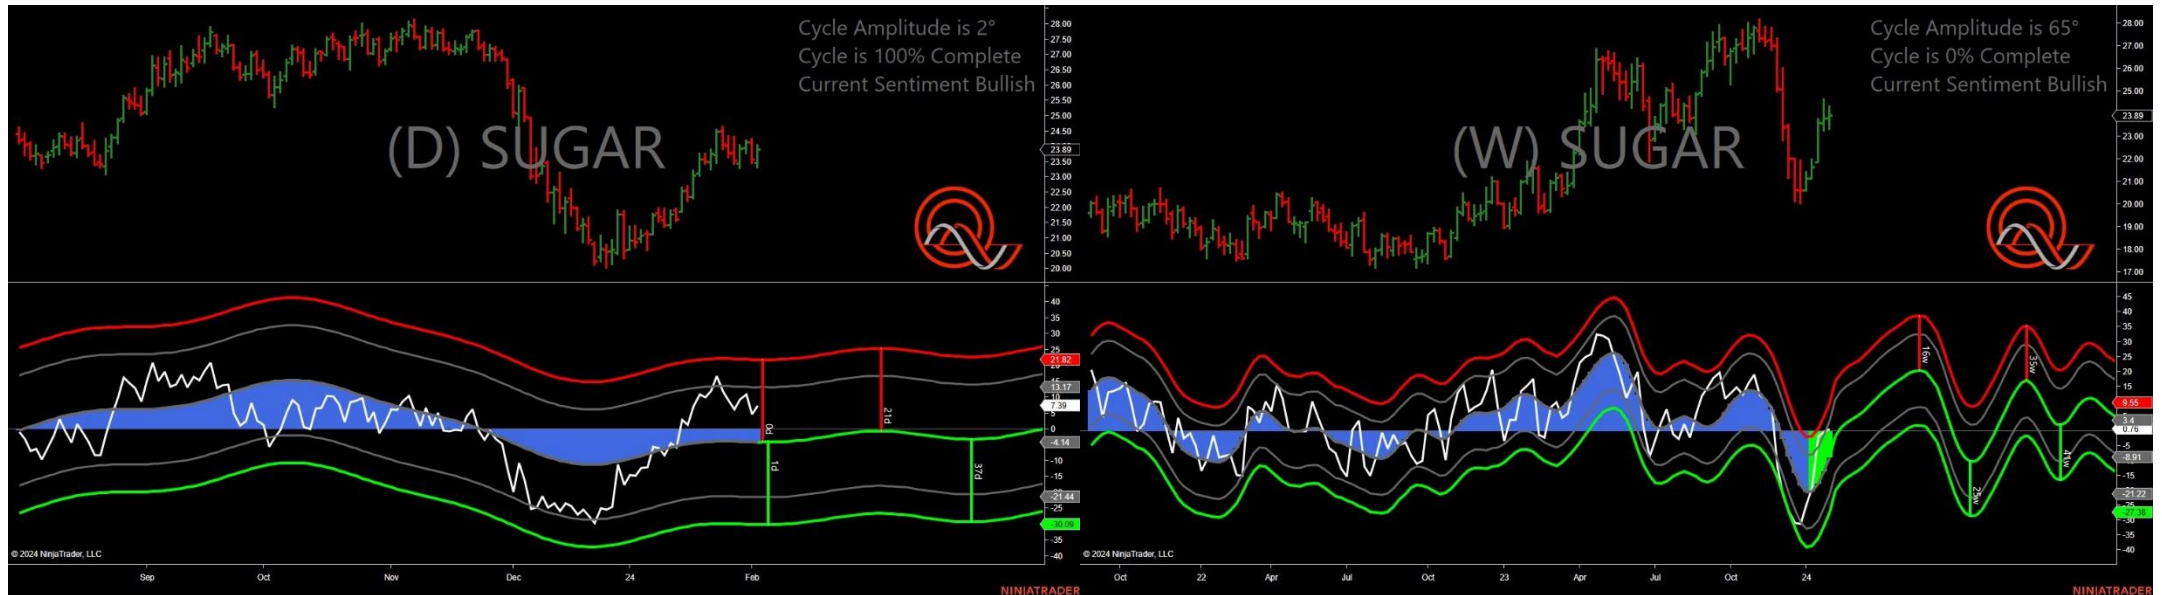 Cycle Amplitude is 2°
Cycle is 100% Complete
Current Sentiment Bullish
(D) SUGAR
28.00
27.50
27.00
26.50
26.00
25.50
25.00
24.50
23.89
23.50
23.00
22.50
22.00
21.50
21.00
20.50
20.00
40
35
30
25
21.82
13.17
10
7.39
5
0
-4.14
-10
-15
-21.44
-25
-30.09
-35
-40
0d
1d
21d
37d
© 2024 NinjaTrader, LLC
Sep
Oct
Nov
Dec
24
Feb
NINJATRADER
Cycle Amplitude is 65°
Cycle is 0% Complete
Current Sentiment Bullish
(W) SUGAR
28.00
27.00
26.00
25.00
23.89
23.00
22.00
21.00
20.00
19.00
18.00
17.00
45
40
35
30
25
20
15
9.55
3.4
0.76
-5
-8.91
-15
-21.22
-27.38
-30
-35
-40
16w
25w
35w
41w
© 2024 NinjaTrader, LLC
Oct
22
Apr
Jul
Oct
23
Apr
Jul
Oct
24
NINJATRADER